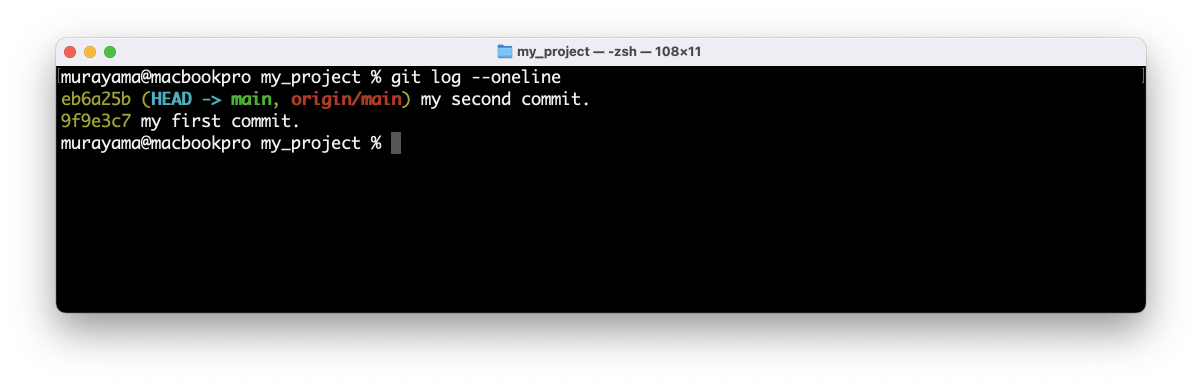 my_project — -zsh — 108×11
murayama@macbookpro my_project % git log --oneline
eb6a25b (HEAD -> main, origin/main) my second commit.
9f9e3c7 my first commit.
murayama@macbookpro my_project %